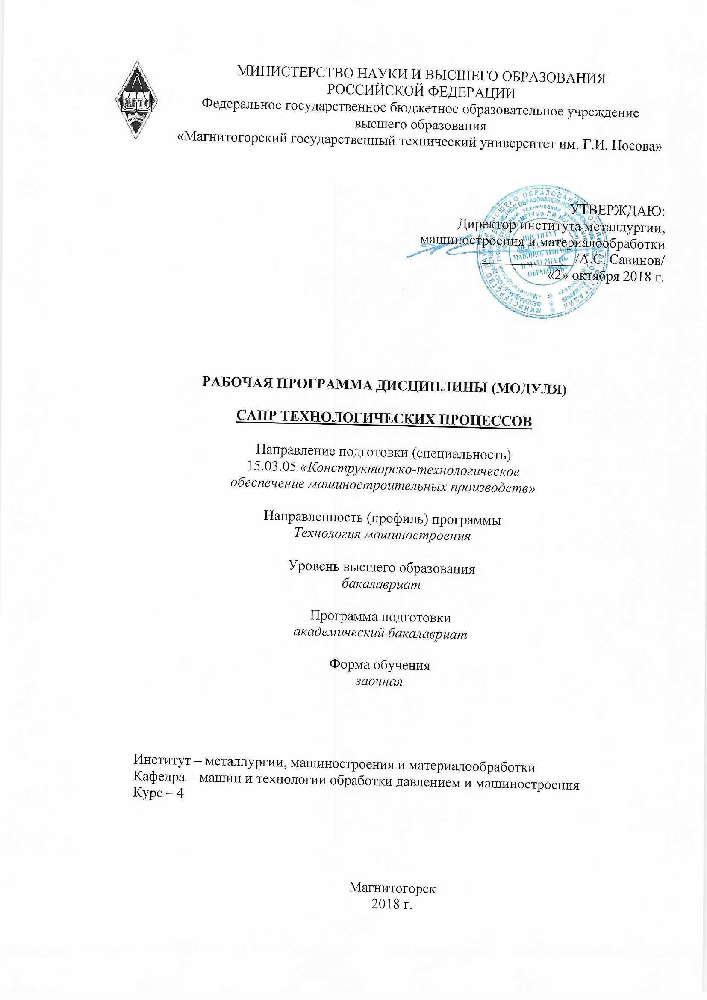 МИНИСТЕРСТВО НАУКИ И ВЫСШЕГО ОБРАЗОВАНИЯ
РОССИЙСКОЙ ФЕДЕРАЦИИ
Федеральное государственное бюджетное образовательное учреждение
высшего образования
«Магнитогорский государственный технический университет им. Г.И. Носова»
МГТУ
УТВЕРЖДАЮ:
Директор института металлургии,
машиностроения и материалообработки
______________/А.С. Савинов/
«2» октября 2018 г.
РАБОЧАЯ ПРОГРАММА ДИСЦИПЛИНЫ (МОДУЛЯ)
САПР ТЕХНОЛОГИЧЕСКИХ ПРОЦЕССОВ
Направление подготовки (специальность)
15.03.05 «Конструкторско-технологическое
обеспечение машиностроительных производств»
Направленность (профиль) программы
Технология машиностроения
Уровень высшего образования
бакалавриат
Программа подготовки
академический бакалавриат
Форма обучения
заочная
Институт – металлургии, машиностроения и материалообработки
Кафедра – машин и технологии обработки давлением и машиностроения
Курс – 4
Магнитогорск
2018 г.